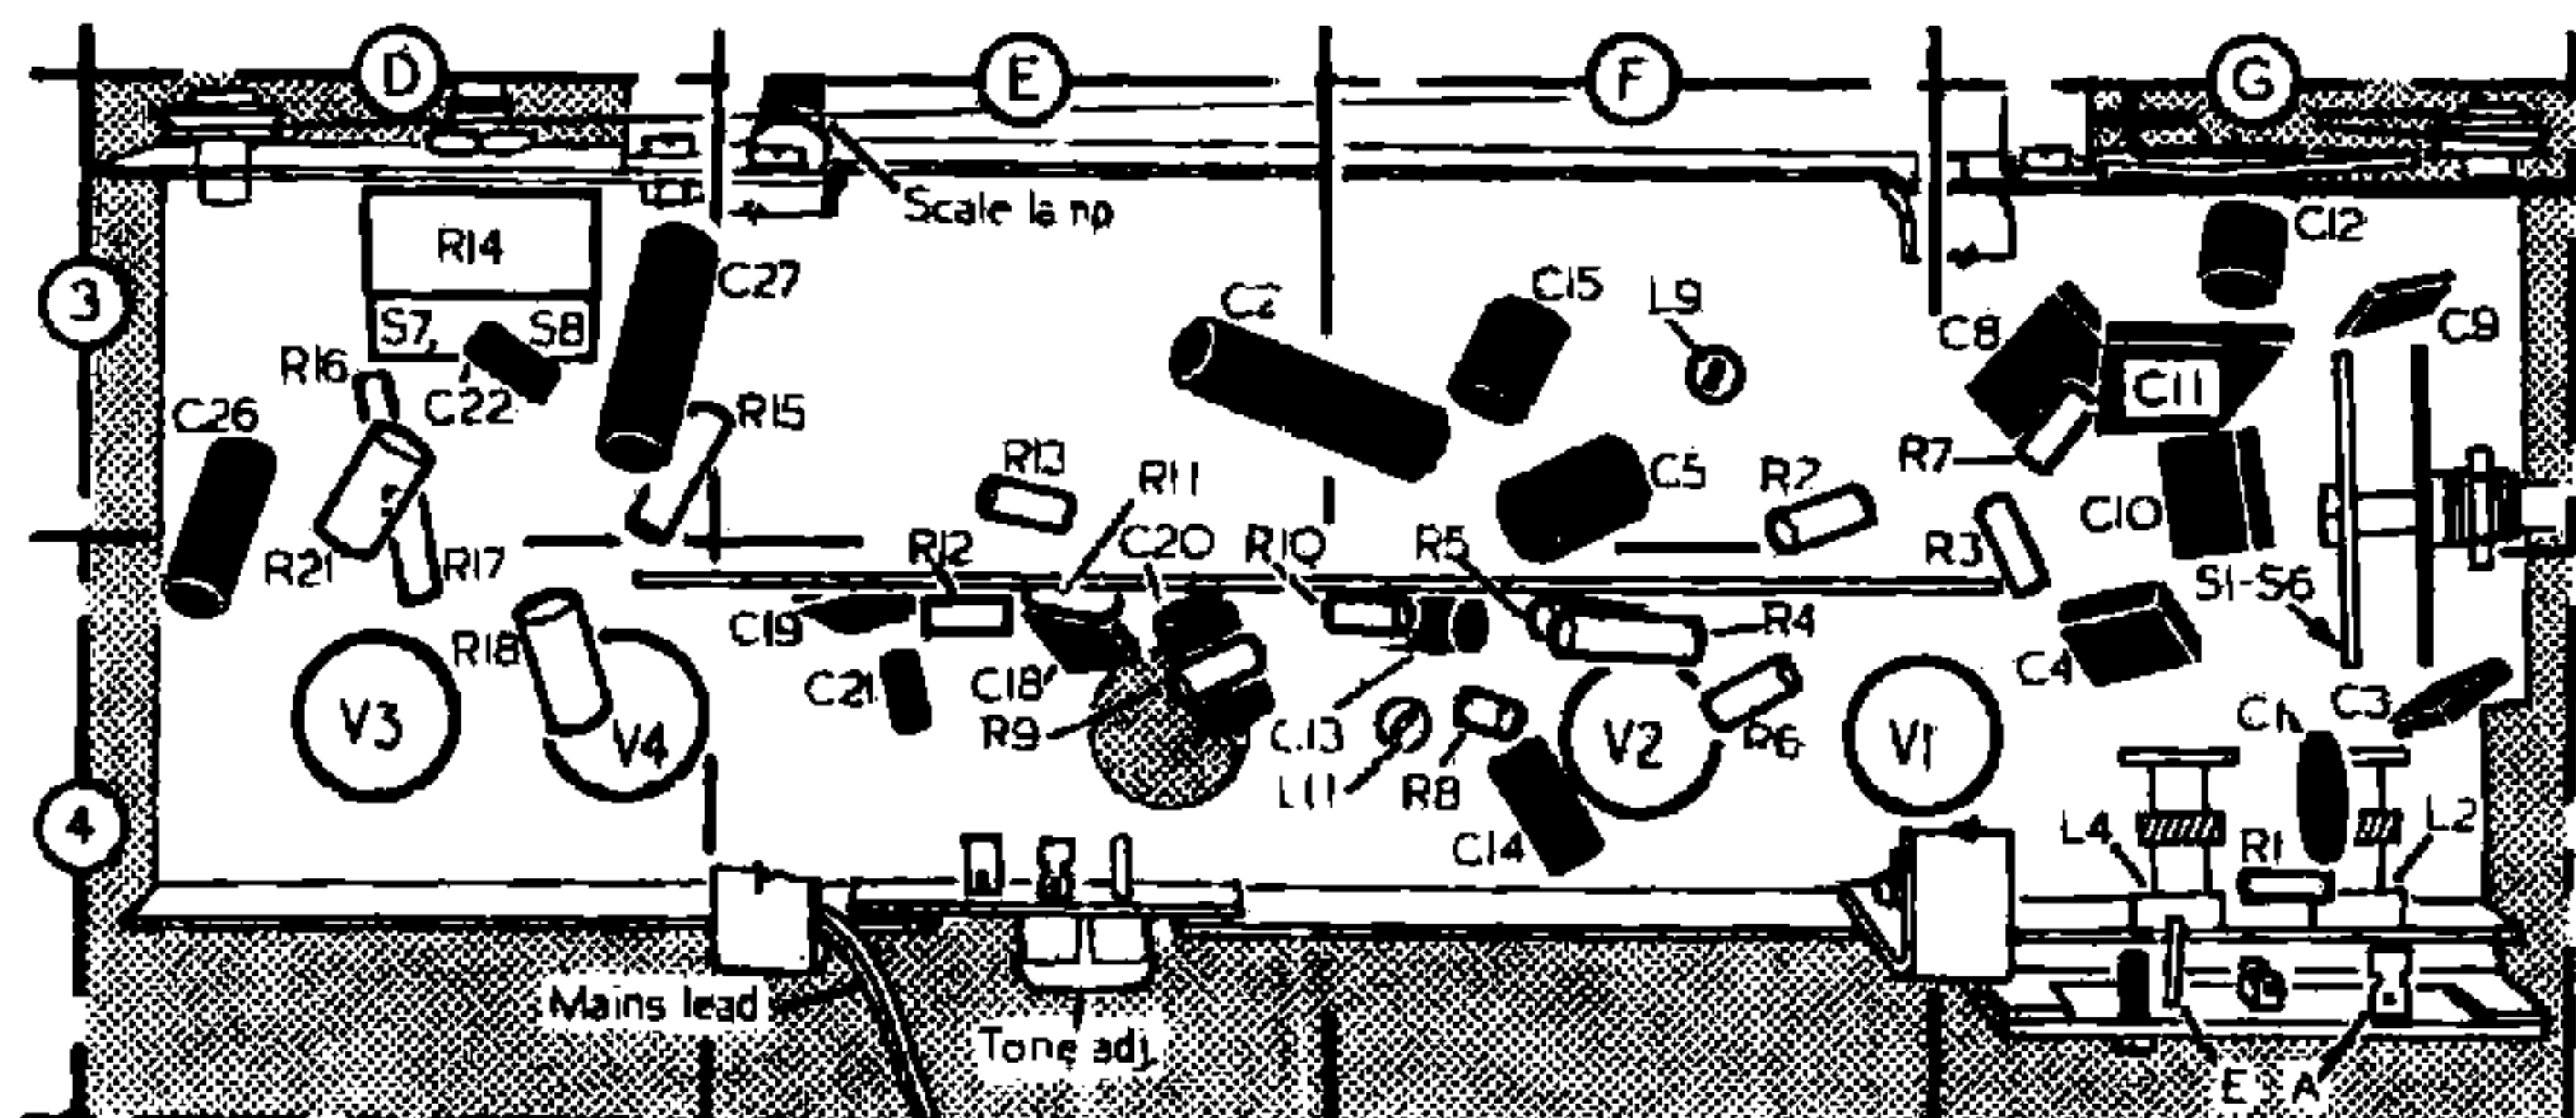 D
E
F
G
Scale lamp
R14
C12
3
C27
C2
C15
L9
C8
C9
S7
S8
R16
C22
C11
C26
R15
R13
R11
C5
R2
R7
C10
R21
R17
R12
C20
R10
R5
R3
S1-S6
C19
R4
R18
C21
C18
C4
V3
V4
R9
C13
V2
R6
V1
C1
C3
L11
R8
4
C14
L4
R1
L2
Mains lead
Tone adj.
E
A